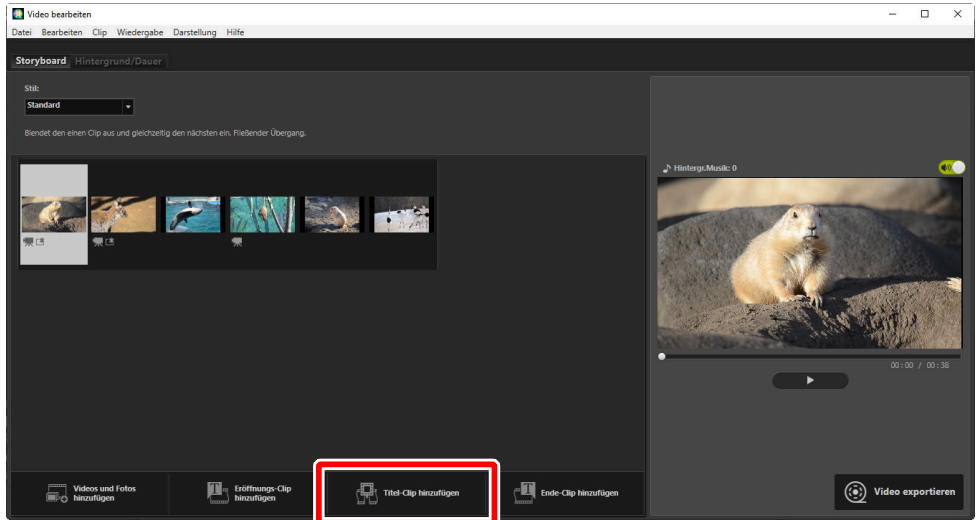 Video bearbeiten
Datei Bearbeiten Clip Wiedergabe Darstellung Hilfe
Storyboard Hintergrund/Dauer
Stil:
Standard
Blendet den einen Clip aus und gleichzeitig den nächsten ein. Fließender Übergang.
Hintergr.Musik: 0
00:00 / 00:38
Videos und Fotos
hinzufügen
Eröffnungs-Clip
hinzufügen
Titel-Clip hinzufügen
Ende-Clip hinzufügen
Video exportieren